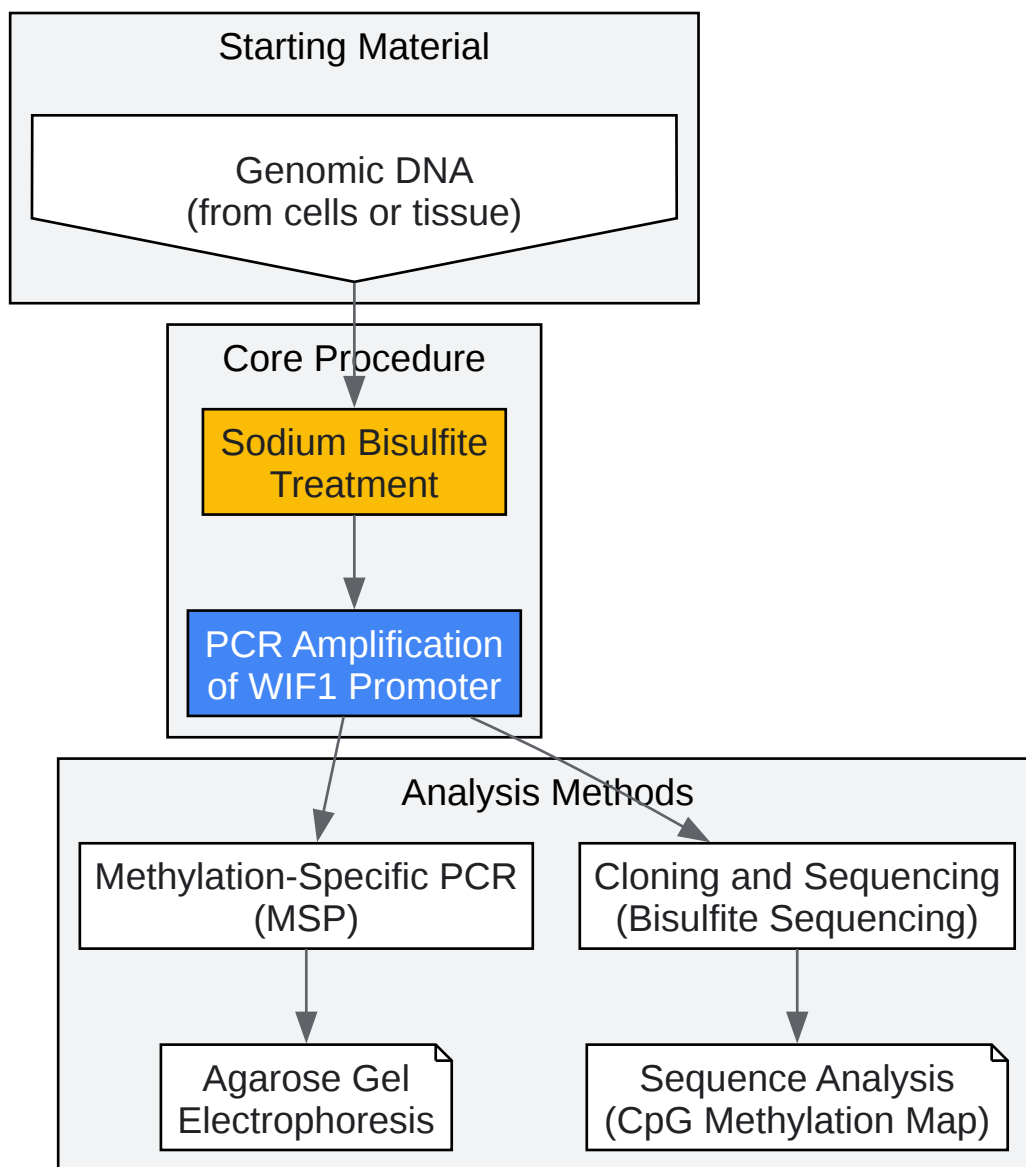 Starting Material
Genomic DNA
(from cells or tissue)
Core Procedure
Sodium Bisulfite
Treatment
PCR Amplification
of WIF1 Promoter
Analysis Methods
Methylation-Specific PCR
(MSP)
Cloning and Sequencing
(Bisulfite Sequencing)
Agarose Gel
Electrophoresis
Sequence Analysis
(CpG Methylation Map)